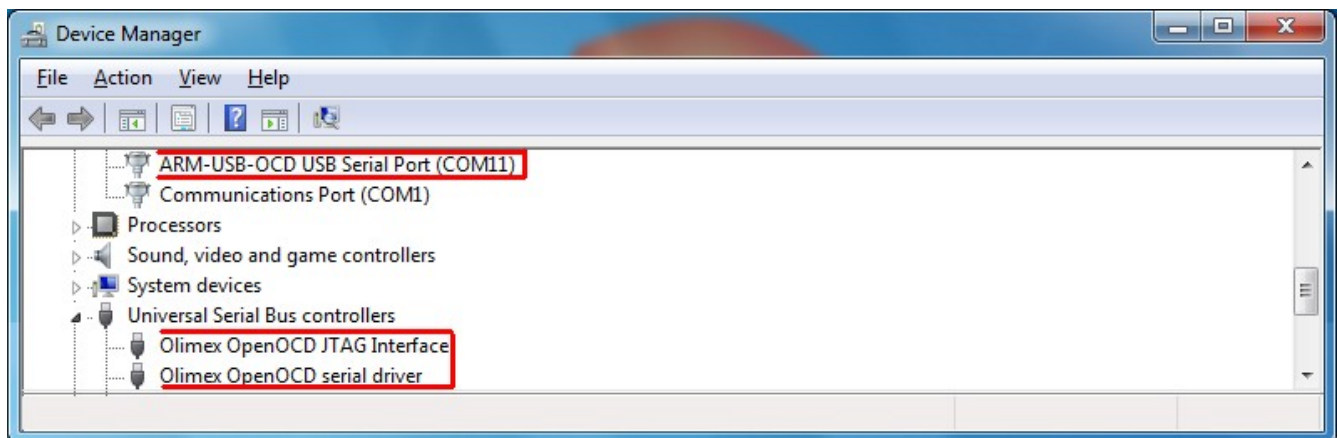 Device Manager
File Action View Help
ARM-USB-OCD USB Serial Port (COM11)
Communications Port (COM1)
Processors
Sound, video and game controllers
System devices
Universal Serial Bus controllers
Olimex OpenOCD JTAG Interface
Olimex OpenOCD serial driver